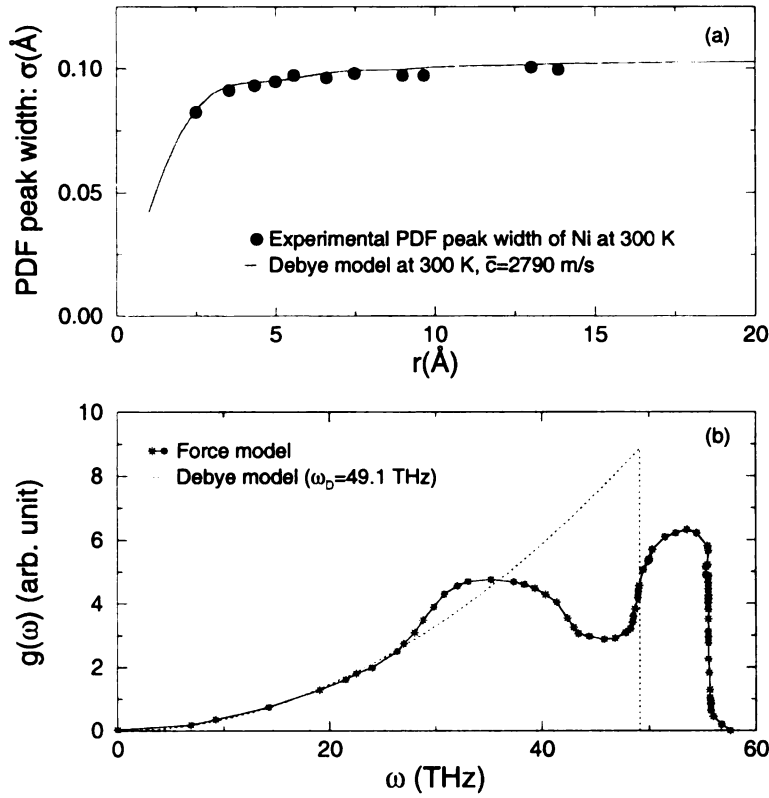 (a)
PDF peak width: σ(Å)
0.10
0.05
0.00
Experimental PDF peak width of Ni at 300 K
Debye model at 300 K, c̄=2790 m/s
0 5 10 15 20
r(Å)
(b)
g(ω) (arb. unit)
10
8
6
4
2
0
Force model
Debye model (ω_D=49.1 THz)
0 20 40 60
ω (THz)